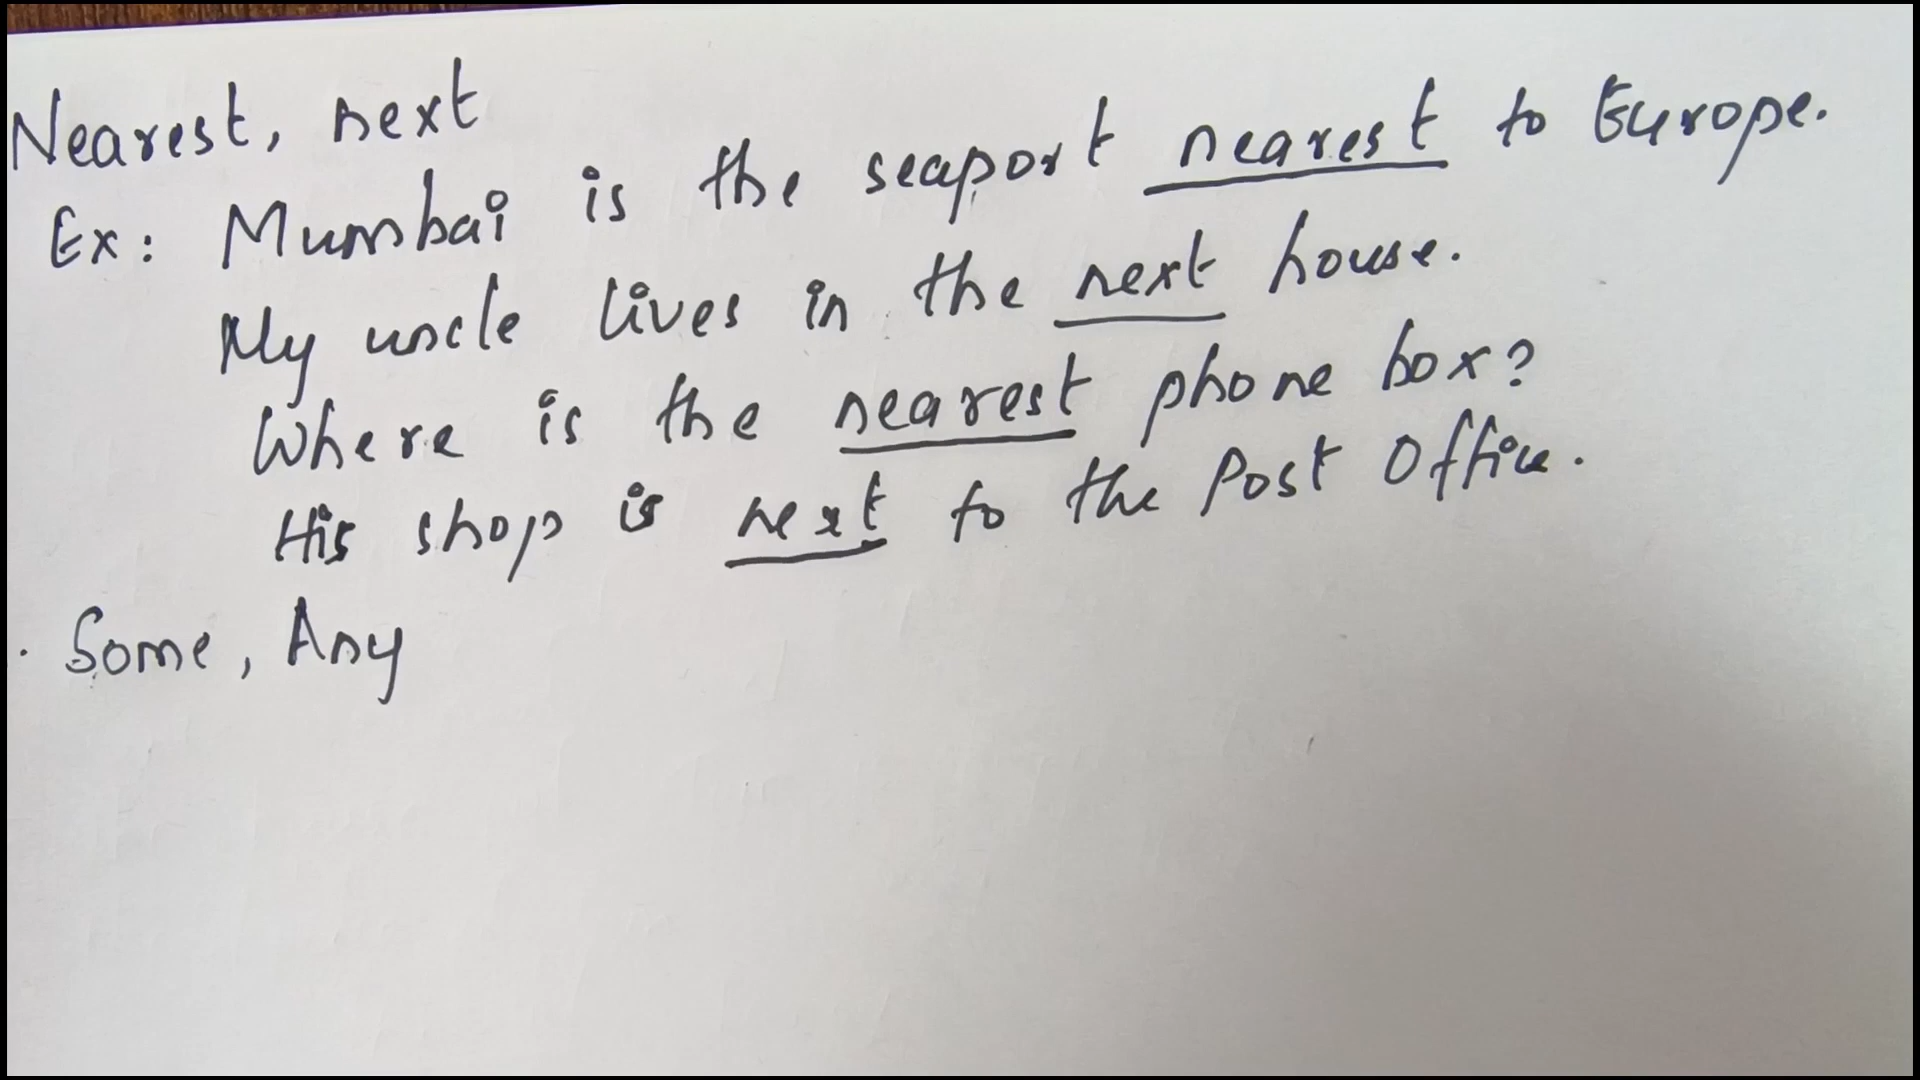 Nearest, next
Ex: Mumbai is the seaport nearest to Europe.
My uncle lives in the next house.
Where is the nearest phone box?
His shop is next to the Post Office.
. Some, Any